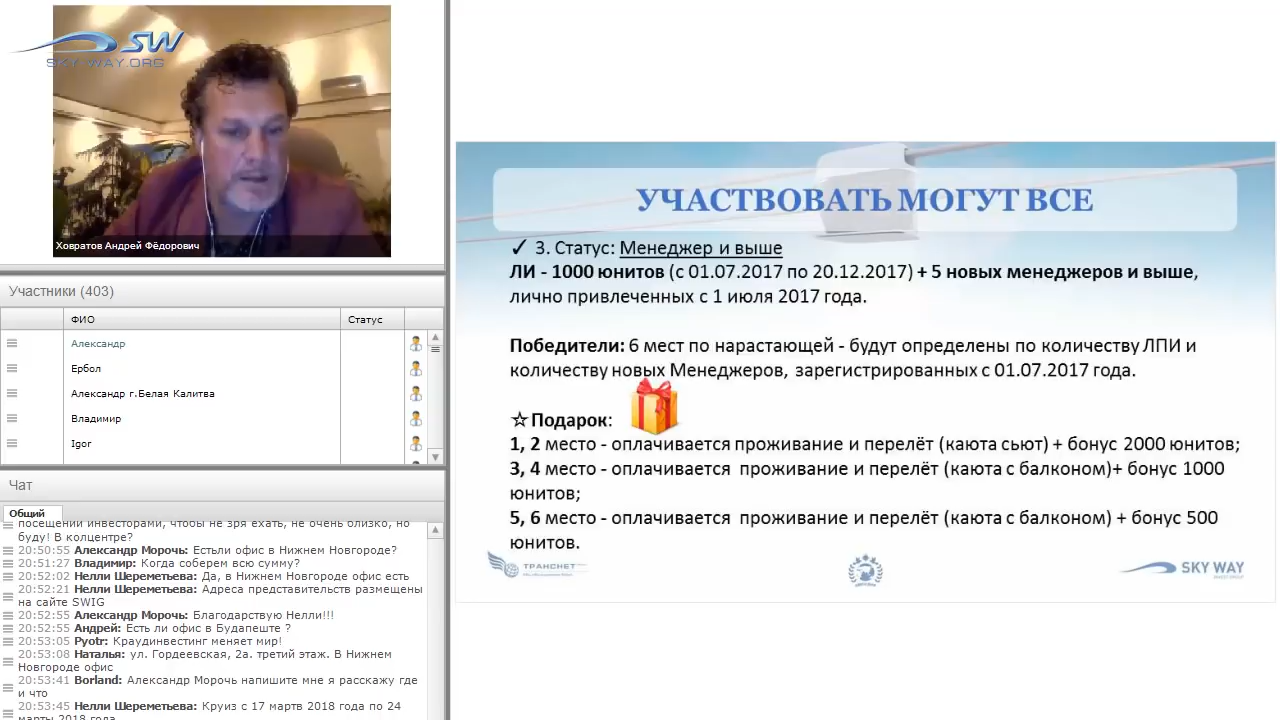 SW
SKY-WAY.ORG
Ховратов Андрей Фёдорович
Участники (403)
ФИО
Статус
Александр
Ербол
Александр г.Белая Калитва
Владимир
Igor
Чат
Общий
посещении инвесторами, чтобы не зря ехать, не очень близко, но
буду! В колцентре?
20:50:55 Александр Морочь: Естьли офис в Нижнем Новгороде?
20:51:27 Владимир: Когда соберем всю сумму?
20:52:02 Нелли Шереметьева: Да, в Нижнем Новгороде офис есть
20:52:21 Нелли Шереметьева: Адреса представительств размещены
на сайте SWIG
20:52:55 Александр Морочь: Благодарствую Нелли!!!
20:52:55 Андрей: Есть ли офис в Будапеште ?
20:53:05 Pyotr: Краудинвестинг меняет мир!
20:53:08 Наталья: ул. Гордеевская, 2а. третий этаж. В Нижнем
Новгороде офис
20:53:41 Borland: Александр Морочь напишите мне я расскажу где
и что
20:53:45 Нелли Шереметьева: Круиз с 17 мартв 2018 года по 24
марты 2018 года
УЧАСТВОВАТЬ МОГУТ ВСЕ
✓ 3. Статус: Менеджер и выше
ЛИ - 1000 юнитов (с 01.07.2017 по 20.12.2017) + 5 новых менеджеров и выше,
лично привлеченных с 1 июля 2017 года.
Победители: 6 мест по нарастающей - будут определены по количеству ЛПИ и
количеству новых Менеджеров, зарегистрированных с 01.07.2017 года.
☆Подарок:
1, 2 место - оплачивается проживание и перелёт (каюта сьют) + бонус 2000 юнитов;
3, 4 место - оплачивается проживание и перелёт (каюта с балконом)+ бонус 1000
юнитов;
5, 6 место - оплачивается проживание и перелёт (каюта с балконом) + бонус 500
юнитов.
ТРАНСНЕТ
SKY WAY